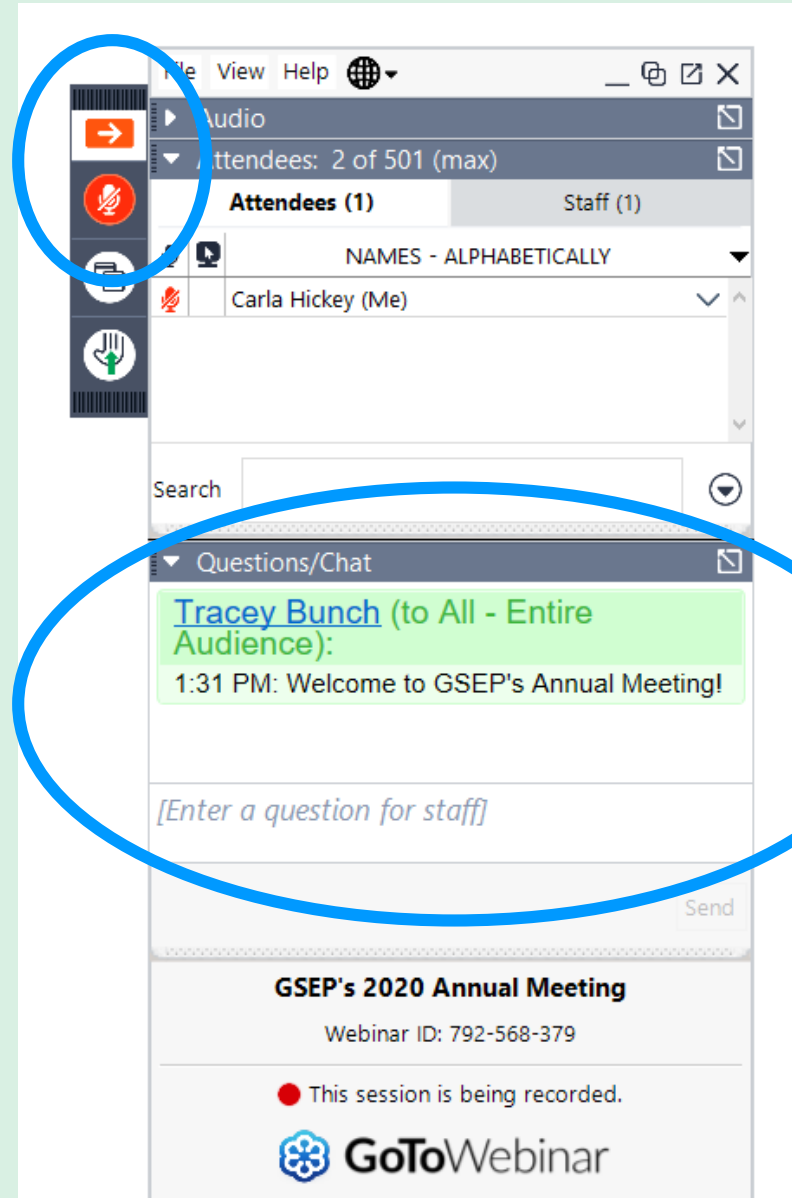 File View Help
Audio
Attendees: 2 of 501 (max)
Attendees (1) Staff (1)
NAMES - ALPHABETICALLY
Carla Hickey (Me)
Search
Questions/Chat
Tracey Bunch (to All - Entire
Audience):
1:31 PM: Welcome to GSEP's Annual Meeting!
[Enter a question for staff]
Send
GSEP's 2020 Annual Meeting
Webinar ID: 792-568-379
This session is being recorded.
GoToWebinar